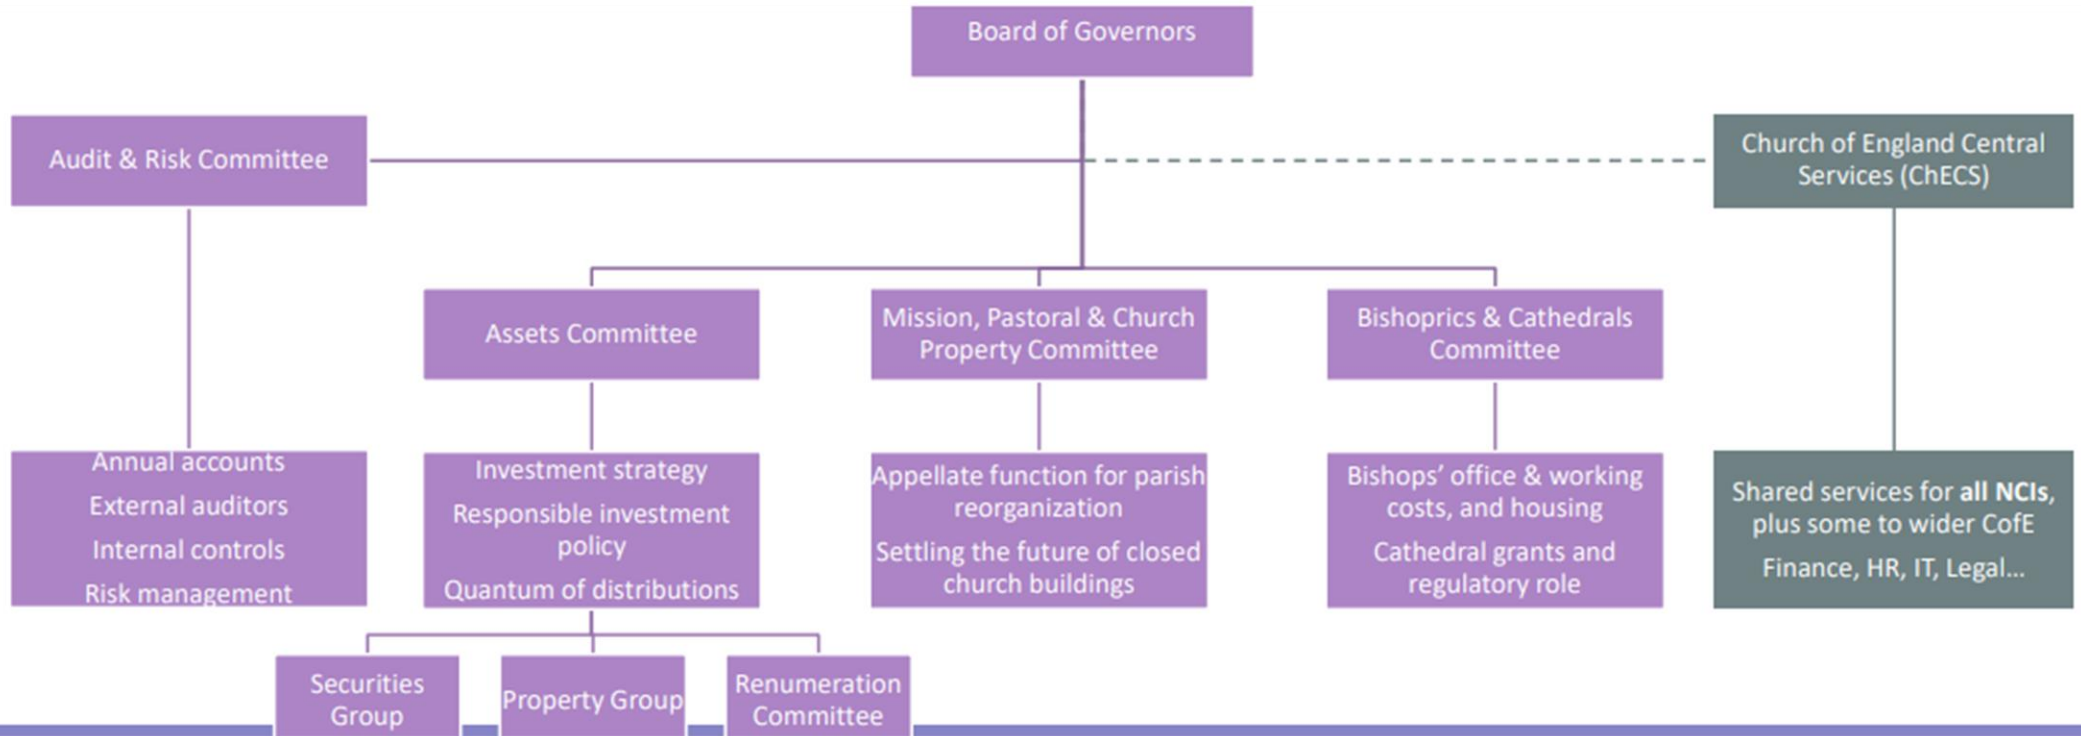 Board of Governors
Audit & Risk Committee
Church of England Central
Services (ChECS)
Assets Committee
Mission, Pastoral & Church
Property Committee
Bishoprics & Cathedrals
Committee
Annual accounts
External auditors
Internal controls
Risk management
Investment strategy
Responsible investment
policy
Quantum of distributions
Appellate function for parish
reorganization
Settling the future of closed
church buildings
Bishops’ office & working
costs, and housing
Cathedral grants and
regulatory role
Shared services for all NCIs,
plus some to wider CofE
Finance, HR, IT, Legal…
Securities
Group
Property Group
Renumeration
Committee